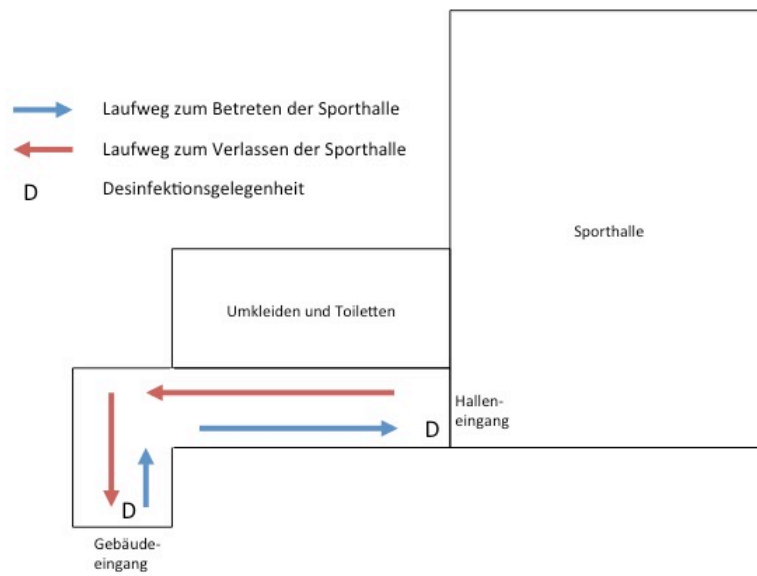 Laufweg zum Betreten der Sporthalle
Laufweg zum Verlassen der Sporthalle
D
Desinfektionsgelegenheit
Sporthalle
Umkleiden und Toiletten
Hallen-
eingang
D
D
Gebäude-
eingang